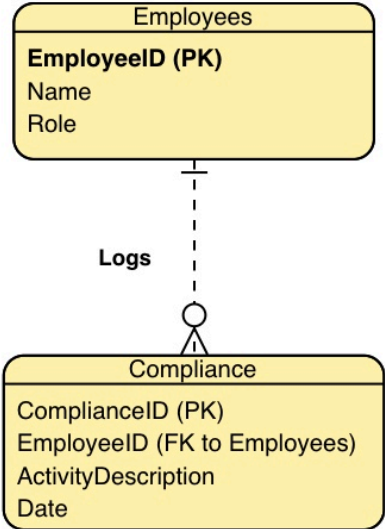 Employees
EmployeeID (PK)
Name
Role
Logs
Compliance
ComplianceID (PK)
EmployeeID (FK to Employees)
ActivityDescription
Date